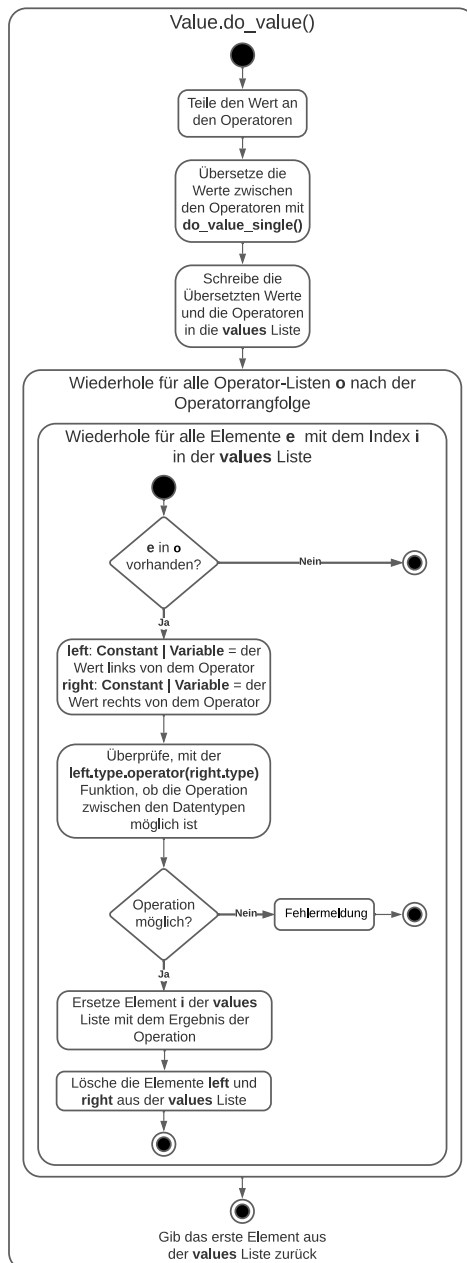 Value.do_value()
Teile den Wert an
den Operatoren
Übersetze die
Werte zwischen
den Operatoren mit
do_value_single()
Schreibe die
Übersetzten Werte
und die Operatoren
in die values Liste
Wiederhole für alle Operator-Listen o nach der
Operatorrangfolge
Wiederhole für alle Elemente e mit dem Index i
in der values Liste
e in o
vorhanden?
Nein
Ja
left: Constant | Variable = der
Wert links von dem Operator
right: Constant | Variable = der
Wert rechts von dem Operator
Überprüfe, mit der
left.type.operator(right.type)
Funktion, ob die Operation
zwischen den Datentypen
möglich ist
Operation
möglich?
Nein
Fehlermeldung
Ja
Ersetze Element i der values
Liste mit dem Ergebnis der
Operation
Lösche die Elemente left und
right aus der values Liste
Gib das erste Element aus
der values Liste zurück